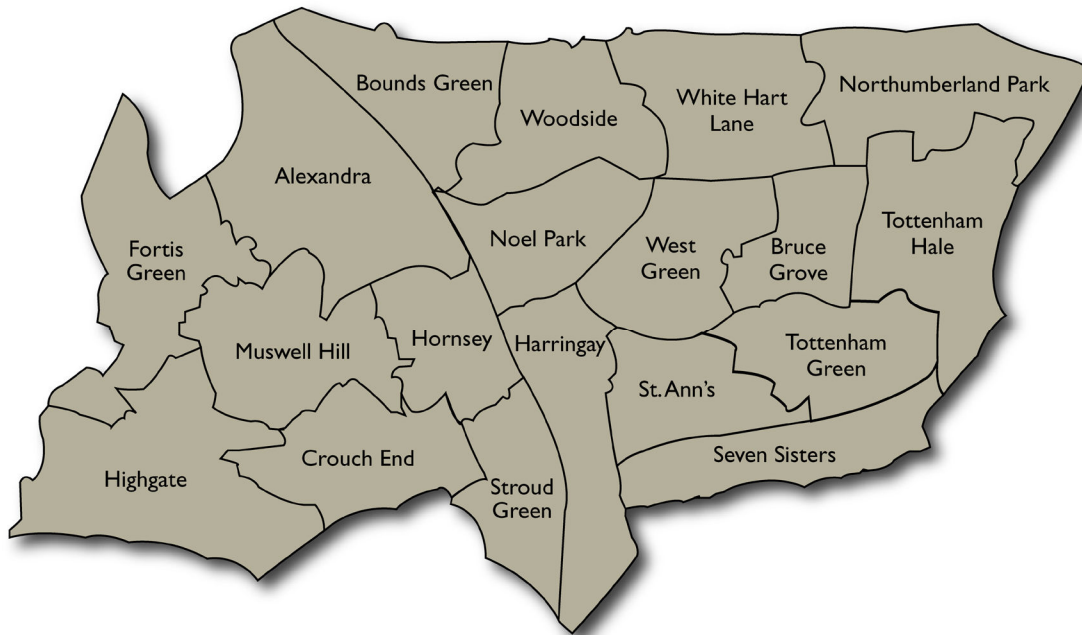 Bounds Green
Woodside
White Hart
Lane
Northumberland Park
Alexandra
Fortis
Green
Noel Park
West
Green
Bruce
Grove
Tottenham
Hale
Muswell Hill
Hornsey
Harringay
Tottenham
Green
St. Ann's
Highgate
Crouch End
Stroud
Green
Seven Sisters